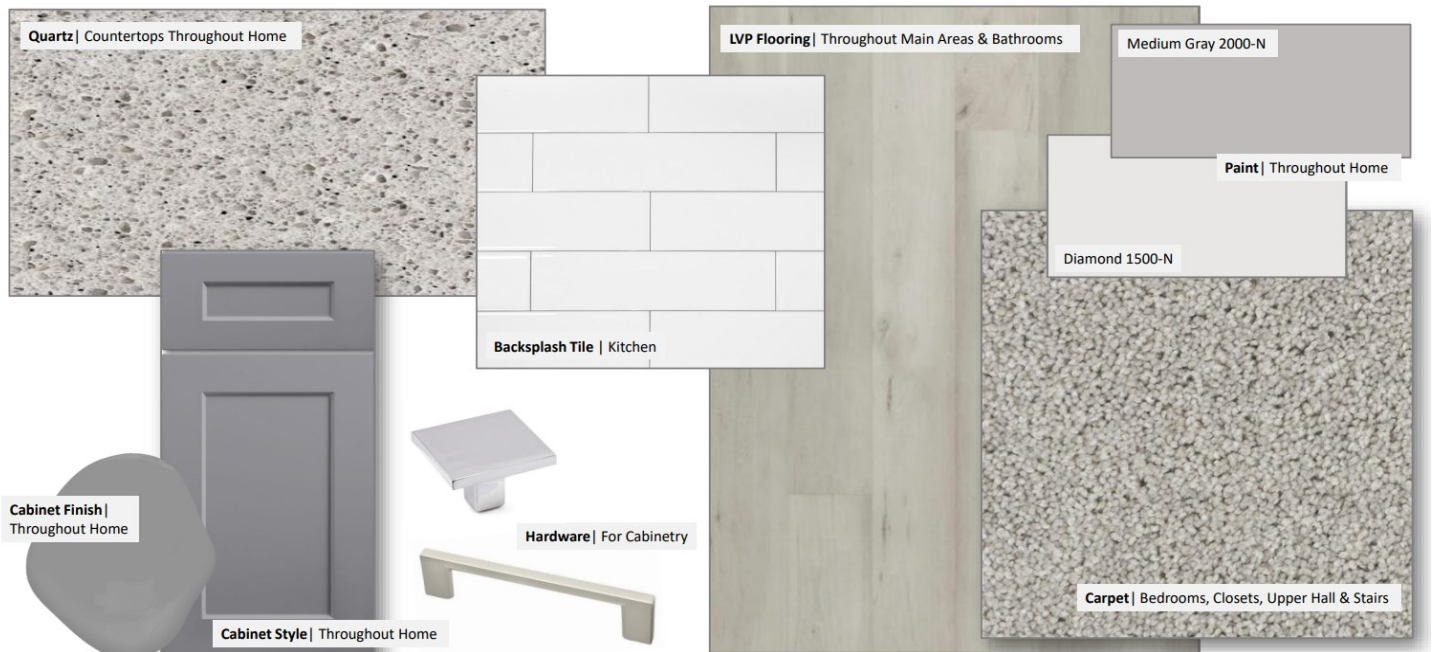 Quartz| Countertops Throughout Home
LVP Flooring| Throughout Main Areas & Bathrooms
Medium Gray 2000-N
Paint| Throughout Home
Diamond 1500-N
Backsplash Tile | Kitchen
Cabinet Finish|
Throughout Home
Hardware| For Cabinetry
Carpet| Bedrooms, Closets, Upper Hall & Stairs
Cabinet Style| Throughout Home